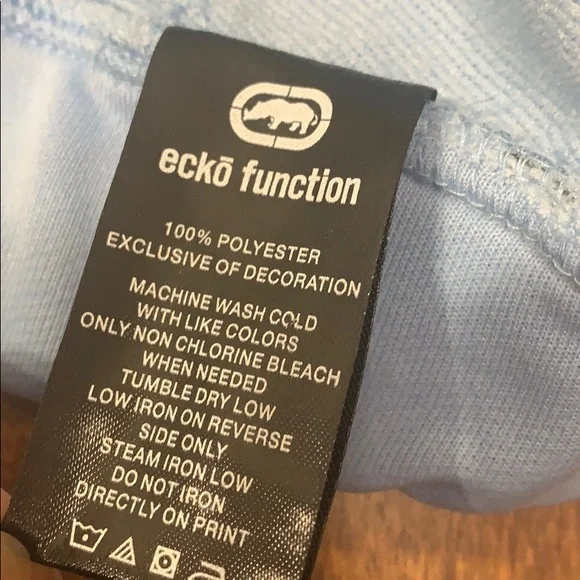 eckō function
100% POLYESTER
EXCLUSIVE OF DECORATION
MACHINE WASH COLD
WITH LIKE COLORS
ONLY NON CHLORINE BLEACH
WHEN NEEDED
TUMBLE DRY LOW
LOW IRON ON REVERSE
SIDE ONLY
STEAM IRON LOW
DO NOT IRON
DIRECTLY ON PRINT